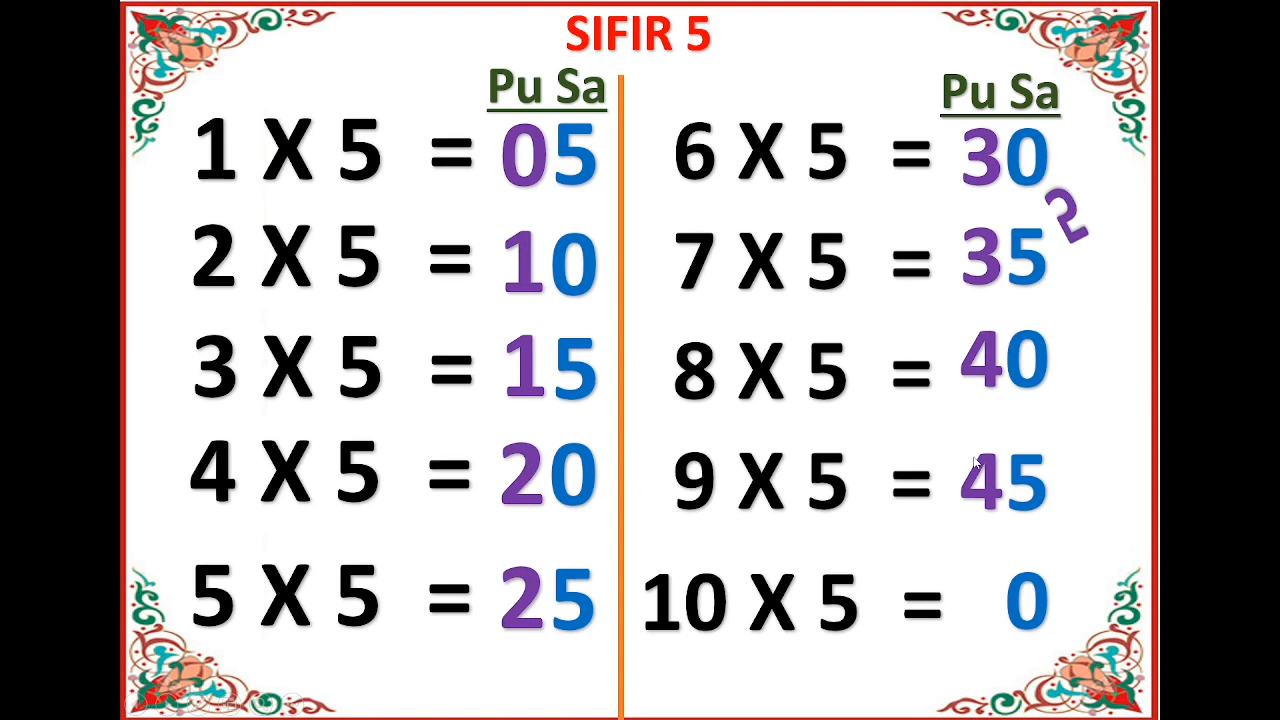 SIFIR 5
Pu Sa
1 X 5 = 05
2 X 5 = 10
3 X 5 = 15
4 X 5 = 20
5 X 5 = 25
Pu Sa
6 X 5 = 30
7 X 5 = 35
8 X 5 = 40
9 X 5 = 45
10 X 5 = 0